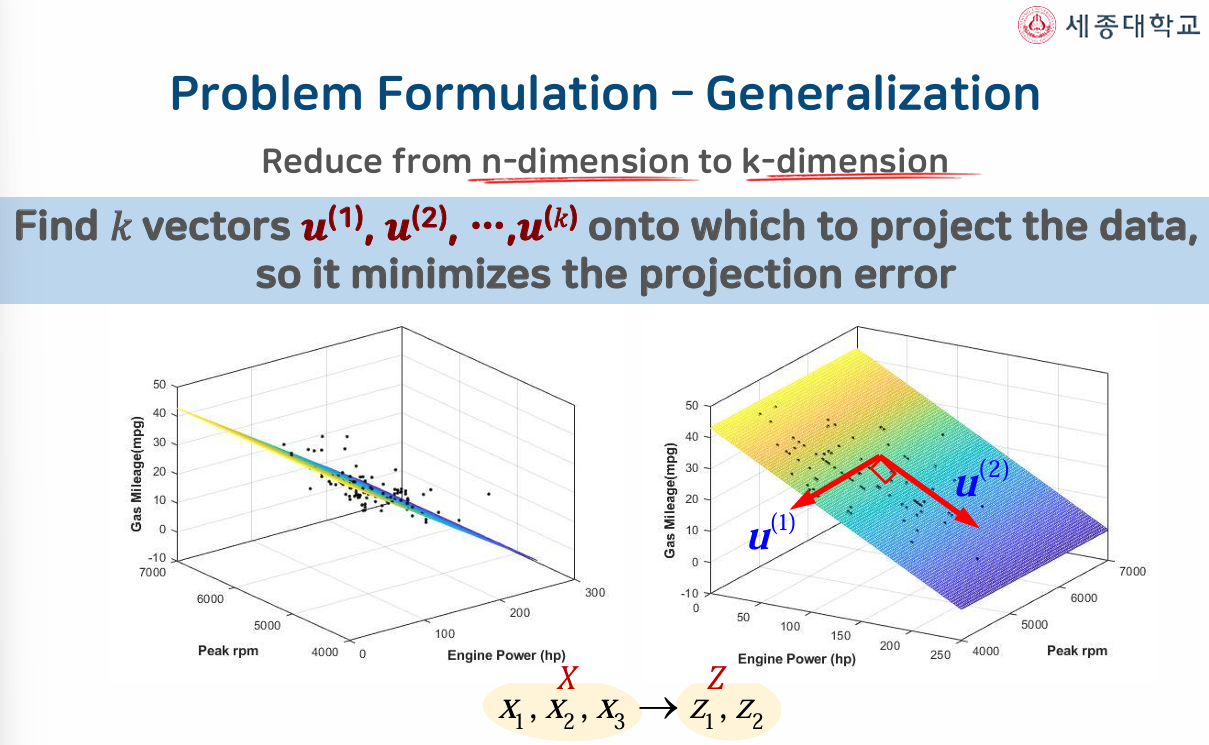 세종대학교
Problem Formulation – Generalization
Reduce from n-dimension to k-dimension
Find k vectors u(1), u(2), ⋯,u(k) onto which to project the data,
so it minimizes the projection error
50
40
30
20
10
0
-10
Gas Mileage(mpg)
7000
6000
5000
4000
Peak rpm
0
100
200
300
Engine Power (hp)
50
40
30
20
10
0
-10
Gas Mileage(mpg)
0
50
100
150
200
250
Engine Power (hp)
4000
5000
6000
7000
Peak rpm
u(1)
u(2)
X Z
x1, x2, x3 → z1, z2